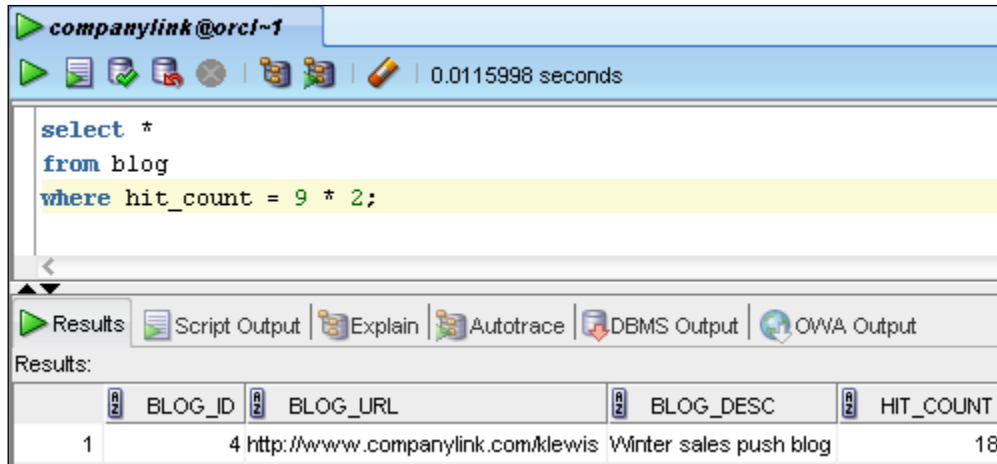 companylink@orcl~1
0.0115998 seconds
select *
from blog
where hit_count = 9 * 2;
Results Script Output Explain Autotrace DBMS Output OWA Output
Results:
BLOG_ID BLOG_URL BLOG_DESC HIT_COUNT
1 4 http://www.companylink.com/klewis Winter sales push blog 18